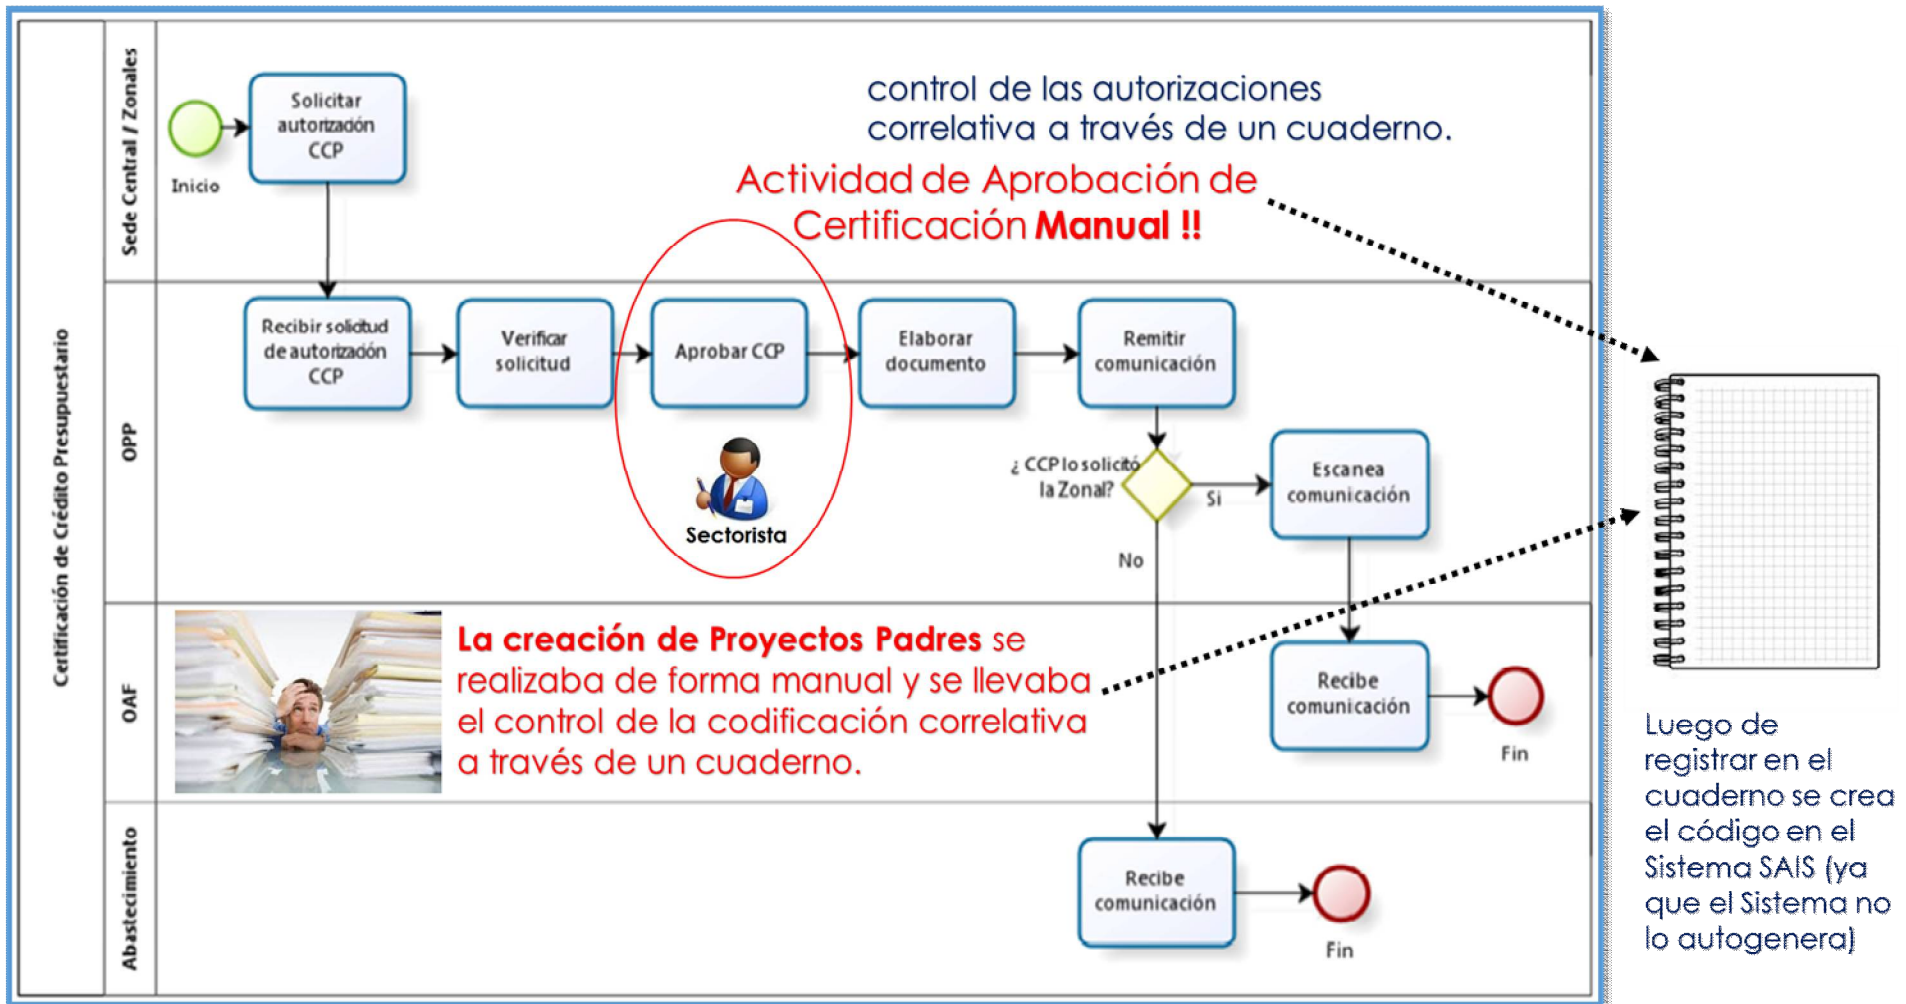 Certificación de Crédito Presupuestario
Sede Central / Zonales
Inicio
Solicitar
autorización
CCP
control de las autorizaciones
correlativa a través de un cuaderno.
Actividad de Aprobación de
Certificación Manual !!
OPP
Recibir solicitud
de autorización
CCP
Verificar
solicitud
Aprobar CCP
Elaborar
documento
Remitir
comunicación
Sectorista
¿ CCP lo solicitó
la Zonal?
Si
No
Escanea
comunicación
OAF
La creación de Proyectos Padres se
realizaba de forma manual y se llevaba
el control de la codificación correlativa
a través de un cuaderno.
Recibe
comunicación
Fin
Abastecimiento
Recibe
comunicación
Fin
Luego de
registrar en el
cuaderno se crea
el código en el
Sistema SAIS (ya
que el Sistema no
lo autogenera)